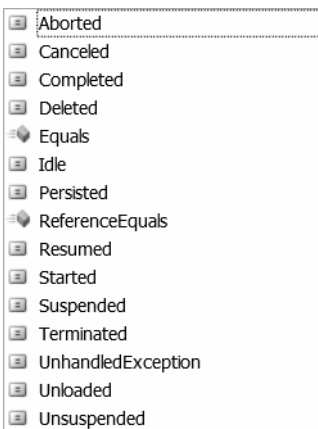 Aborted
Canceled
Completed
Deleted
Equals
Idle
Persisted
ReferenceEquals
Resumed
Started
Suspended
Terminated
UnhandledException
Unloaded
Unsuspended